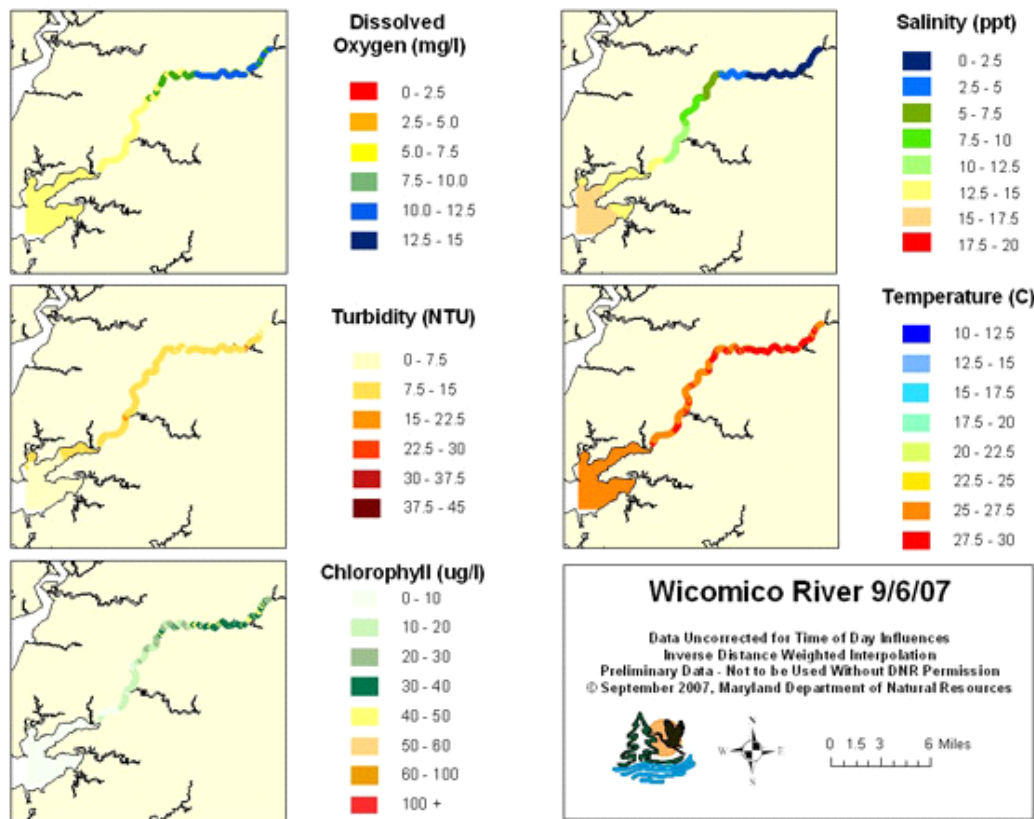 Dissolved
Oxygen (mg/l)
0 - 2.5
2.5 - 5.0
5.0 - 7.5
7.5 - 10.0
10.0 - 12.5
12.5 - 15
Salinity (ppt)
0 - 2.5
2.5 - 5
5 - 7.5
7.5 - 10
10 - 12.5
12.5 - 15
15 - 17.5
17.5 - 20
Turbidity (NTU)
0 - 7.5
7.5 - 15
15 - 22.5
22.5 - 30
30 - 37.5
37.5 - 45
Temperature (C)
10 - 12.5
12.5 - 15
15 - 17.5
17.5 - 20
20 - 22.5
22.5 - 25
25 - 27.5
27.5 - 30
Chlorophyll (ug/l)
0 - 10
10 - 20
20 - 30
30 - 40
40 - 50
50 - 60
60 - 100
100 +
Wicomico River 9/6/07
Data Uncorrected for Time of Day Influences
Inverse Distance Weighted Interpolation
Preliminary Data - Not to be Used Without DNR Permission
© September 2007, Maryland Department of Natural Resources
N
W E
S
0 1.5 3 6 Miles